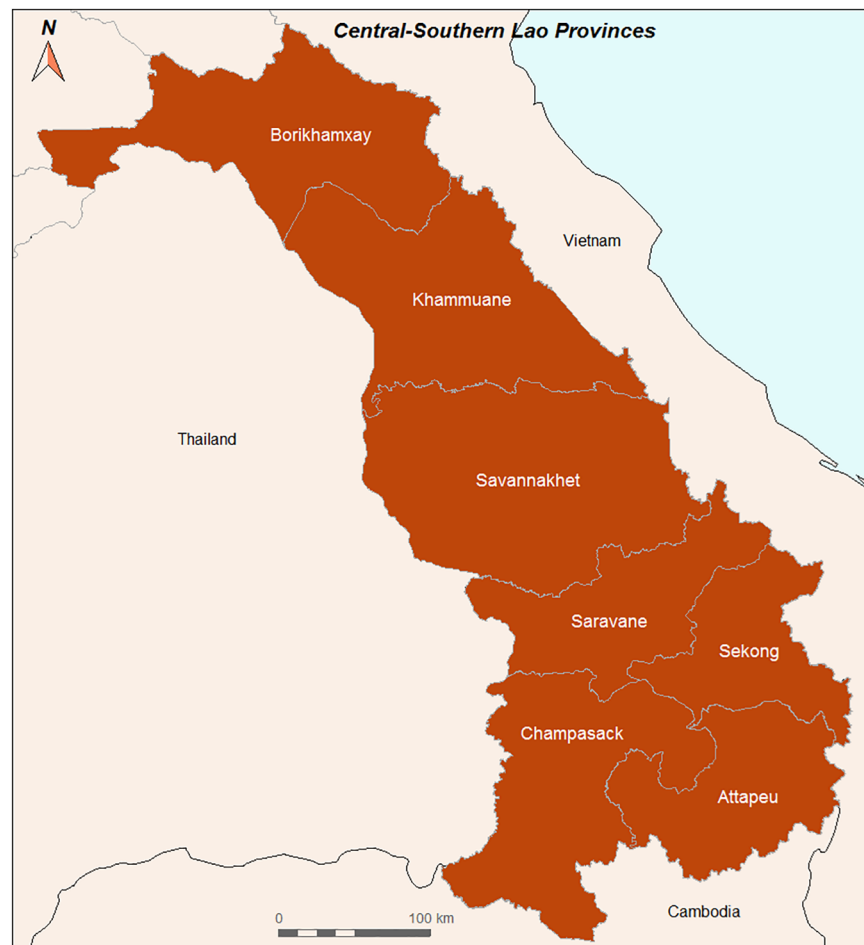 Central-Southern Lao Provinces
N
Borikhamxay
Vietnam
Khammuane
Thailand
Savannakhet
Saravane
Sekong
Champasack
Attapeu
Cambodia
0 100 km